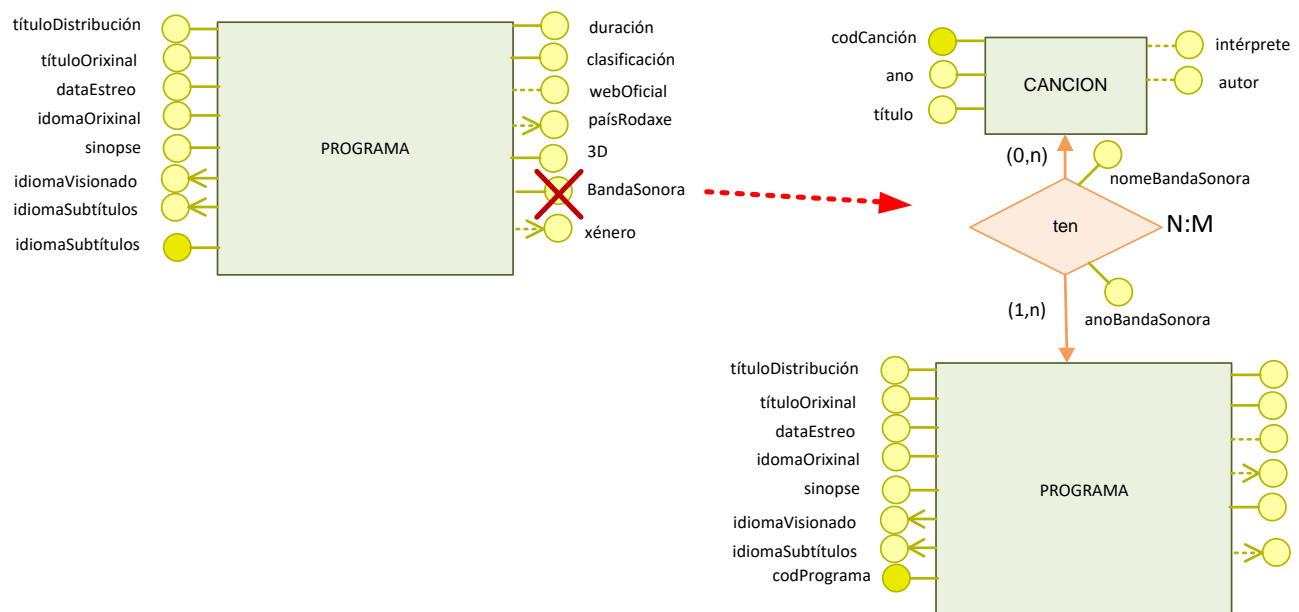 títuloDistribución
títuloOrixinal
dataEstreo
idomaOrixinal
sinopse
idiomaVisionado
idiomaSubtítulos
idiomaSubtítulos
PROGRAMA
duración
clasificación
webOficial
paísRodaxe
3D
BandaSonora
xénero
codCanción
ano
título
CANCION
intérprete
autor
(0,n)
nomeBandaSonora
ten
N:M
(1,n)
anoBandaSonora
títuloDistribución
títuloOrixinal
dataEstreo
idomaOrixinal
sinopse
idiomaVisionado
idiomaSubtítulos
codPrograma
PROGRAMA